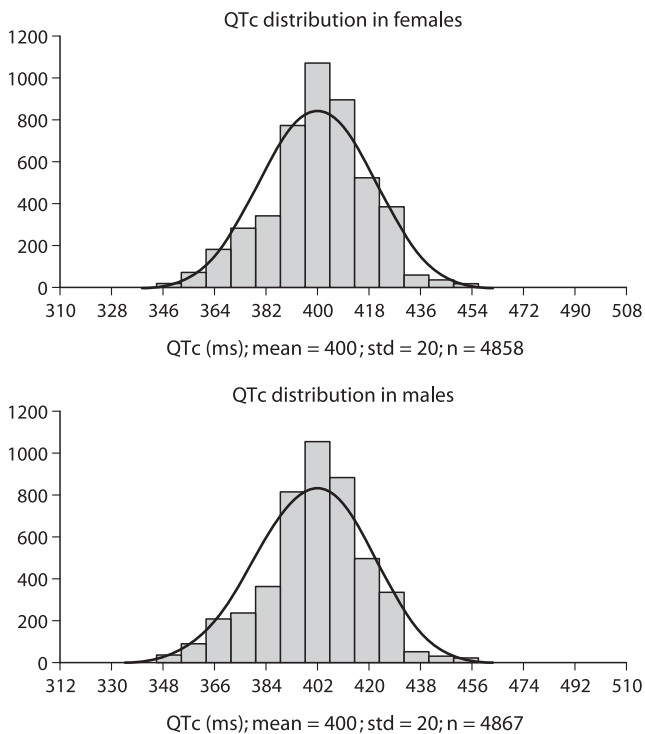 QTc distribution in females
1200
1000
800
600
400
200
0
310 328 346 364 382 400 418 436 454 472 490 508
QTc (ms); mean = 400; std = 20; n = 4858
QTc distribution in males
1200
1000
800
600
400
200
0
312 330 348 366 384 402 420 438 456 474 492 510
QTc (ms); mean = 400; std = 20; n = 4867